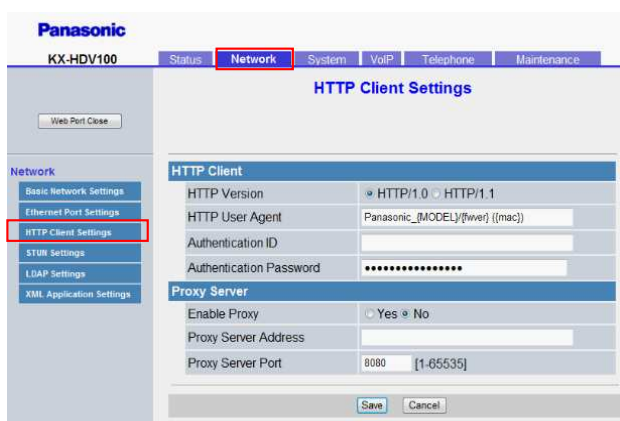 Panasonic
KX-HDV100
Status Network System VoIP Telephone Maintenance
HTTP Client Settings
Web Port Close
Network
Basic Network Settings
Ethernet Port Settings
HTTP Client Settings
STUN Settings
LDAP Settings
XML Application Settings
HTTP Client
HTTP Version HTTP/1.0 HTTP/1.1
HTTP User Agent Panasonic_{MODEL}/{fwver} ({mac})
Authentication ID
Authentication Password ••••••••••••••••
Proxy Server
Enable Proxy Yes No
Proxy Server Address
Proxy Server Port 8080 [1-65535]
Save Cancel